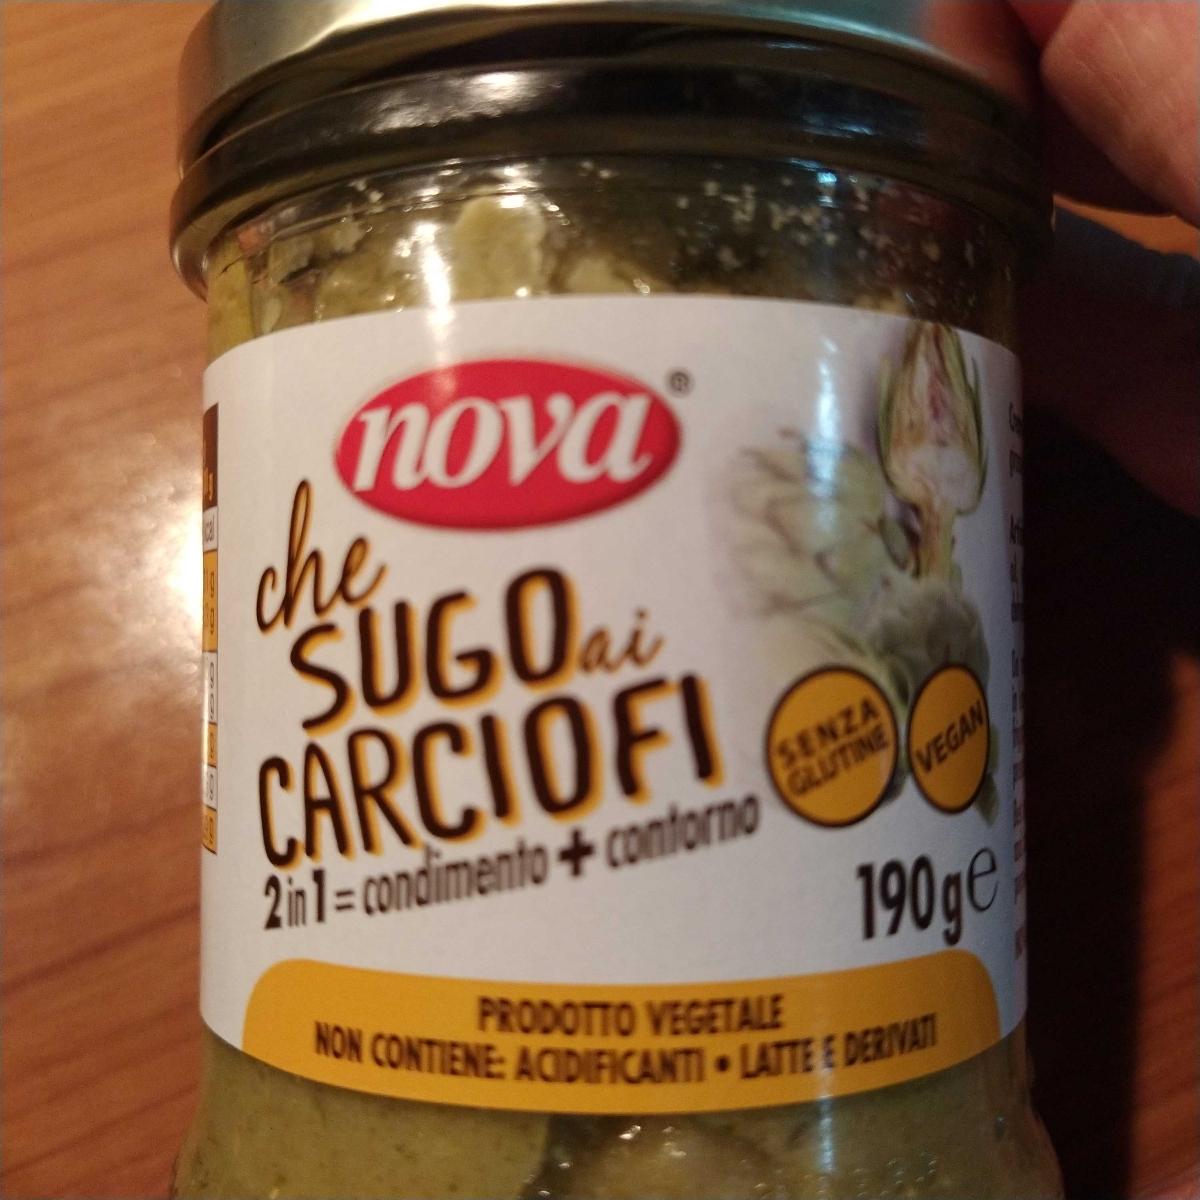 nova®
che
SUGO ai
CARCIOFI
2 in 1 = condimento + contorno
SENZA
GLUTINE
VEGAN
190 g e
PRODOTTO VEGETALE
NON CONTIENE: ACIDIFICANTI • LATTE E DERIVATI